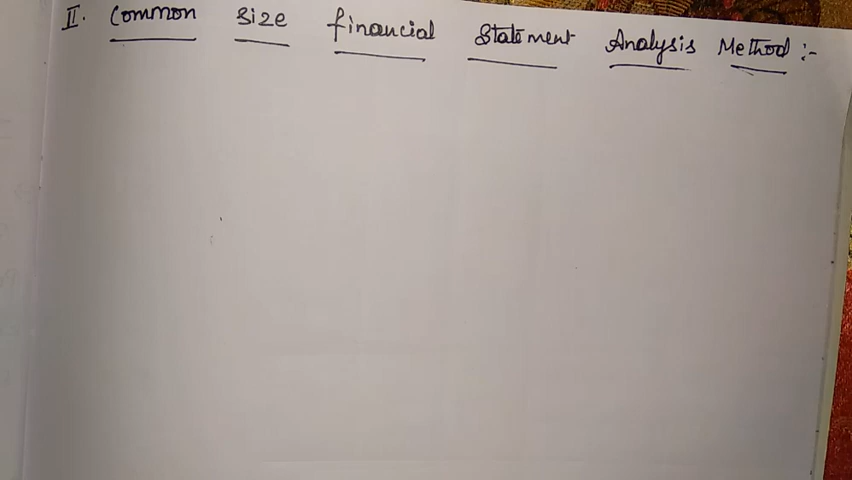 II. Common Size financial Statement Analysis Method :-